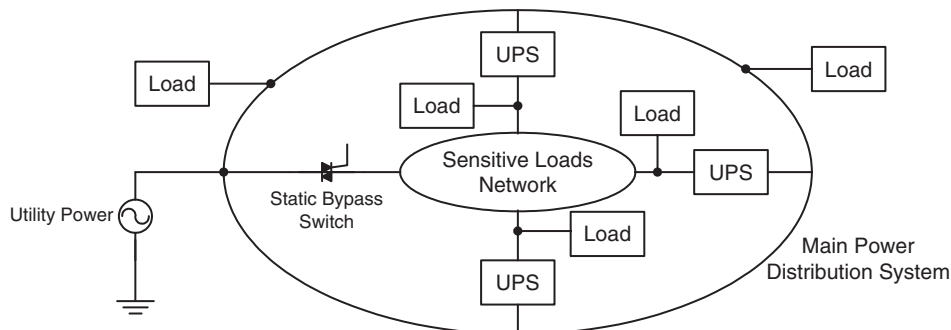 UPS
Load
Load
Load
Load
Sensitive Loads
Network
UPS
Static Bypass
Switch
Utility Power
Load
Main Power
Distribution System
UPS